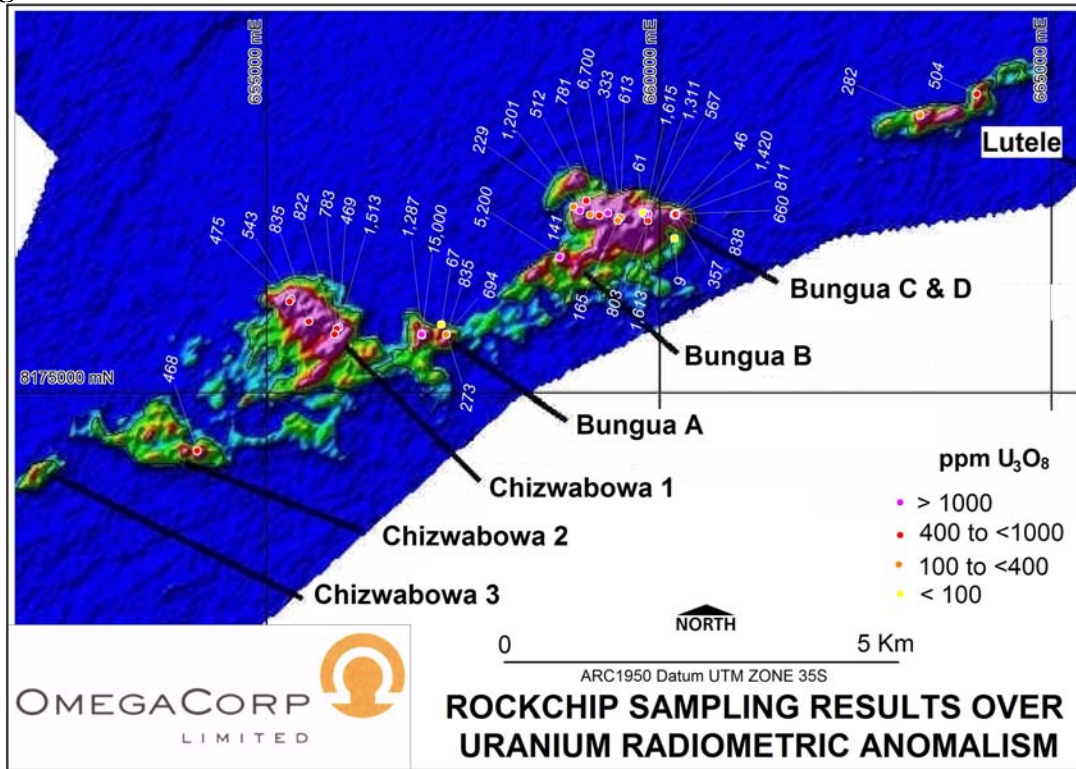 g
655000 mE
660000 mE
665000 mE
229
1,201
512
781
6,700
333
613
61
1,615
1,311
567
46
1,420
811
660
838
357
9
1,613
803
165
141
5,200
282
504
Lutele
475
543
835
822
783
469
1,513
1,287
15,000
67
835
694
273
468
8175000 mN
Bungua C & D
Bungua B
Bungua A
Chizwabowa 1
Chizwabowa 2
Chizwabowa 3
ppm U₃O₈
> 1000
400 to <1000
100 to <400
< 100
NORTH
0 5 Km
ARC1950 Datum UTM ZONE 35S
OMEGACORP
LIMITED
ROCKCHIP SAMPLING RESULTS OVER
URANIUM RADIOMETRIC ANOMALISM